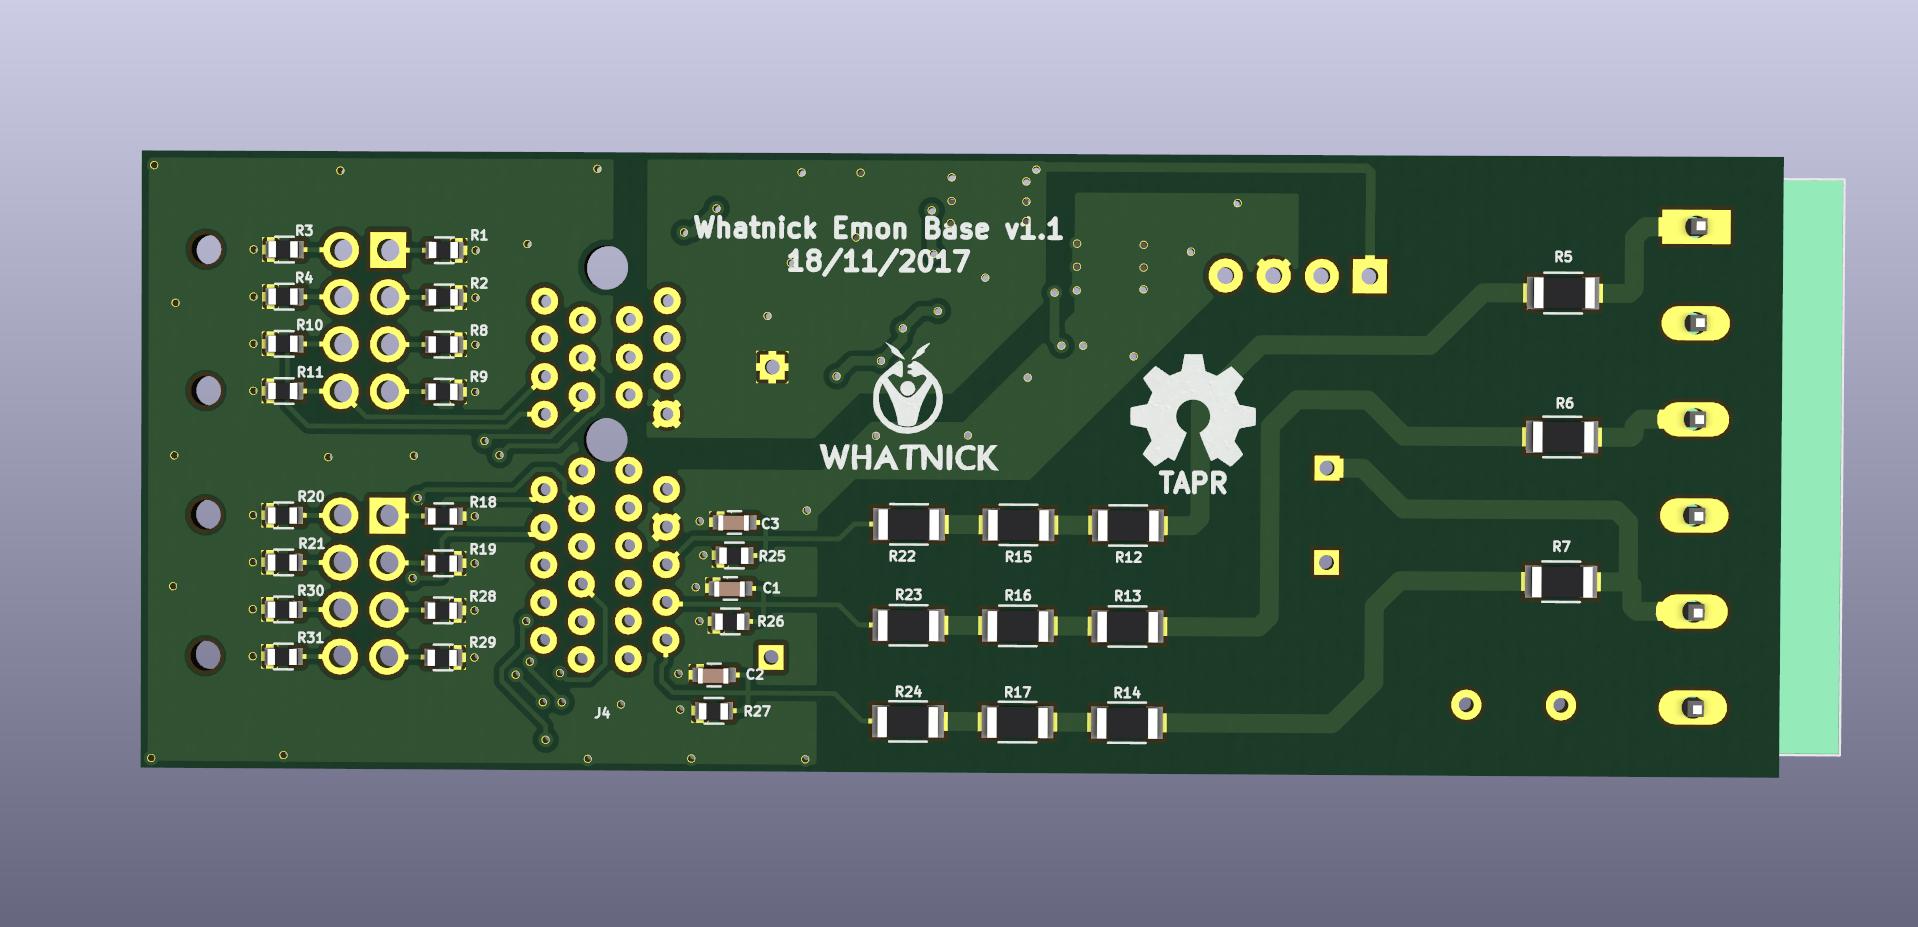 Whatnick Emon Base v1.1
18/11/2017
R3
R1
R4
R2
R10
R8
R11
R9
R5
R6
WHATNICK
TAPR
R20
R18
R21
R19
R30
R28
R31
R29
C3
R25
C1
R26
C2
R27
J4
R22
R15
R12
R7
R23
R16
R13
R24
R17
R14